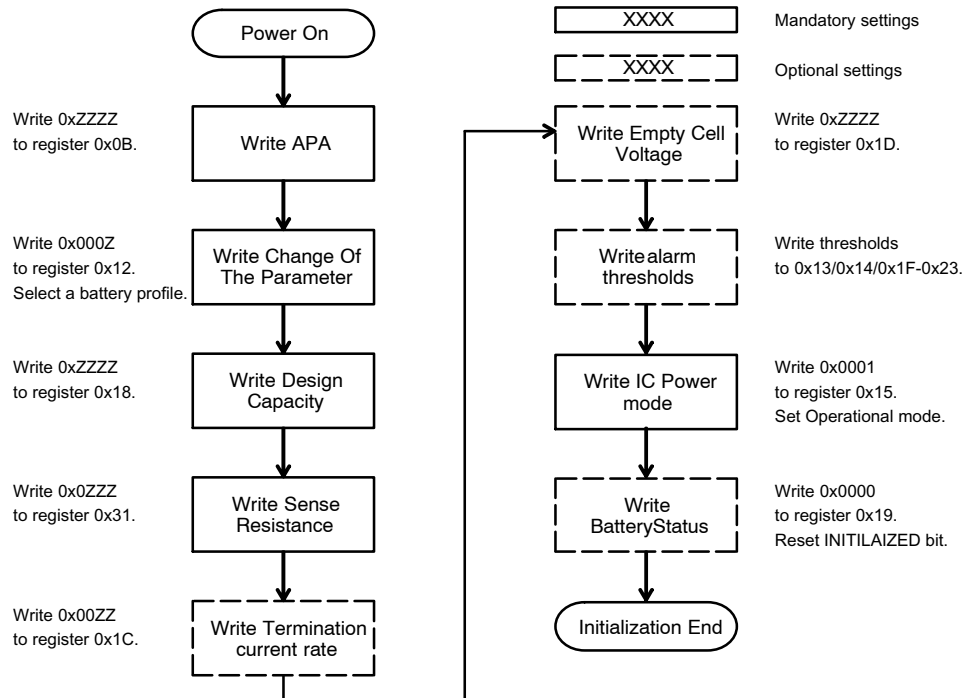 Power On
Write 0xZZZZ
to register 0x0B.
Write APA
Write 0x000Z
to register 0x12.
Select a battery profile.
Write Change Of
The Parameter
Write 0xZZZZ
to register 0x18.
Write Design
Capacity
Write 0x0ZZZ
to register 0x31.
Write Sense
Resistance
Write 0x00ZZ
to register 0x1C.
Write Termination
current rate
XXXX
Mandatory settings
XXXX
Optional settings
Write Empty Cell
Voltage
Write 0xZZZZ
to register 0x1D.
Writealarm
thresholds
Write thresholds
to 0x13/0x14/0x1F-0x23.
Write IC Power
mode
Write 0x0001
to register 0x15.
Set Operational mode.
Write
BatteryStatus
Write 0x0000
to register 0x19.
Reset INITILAIZED bit.
Initialization End